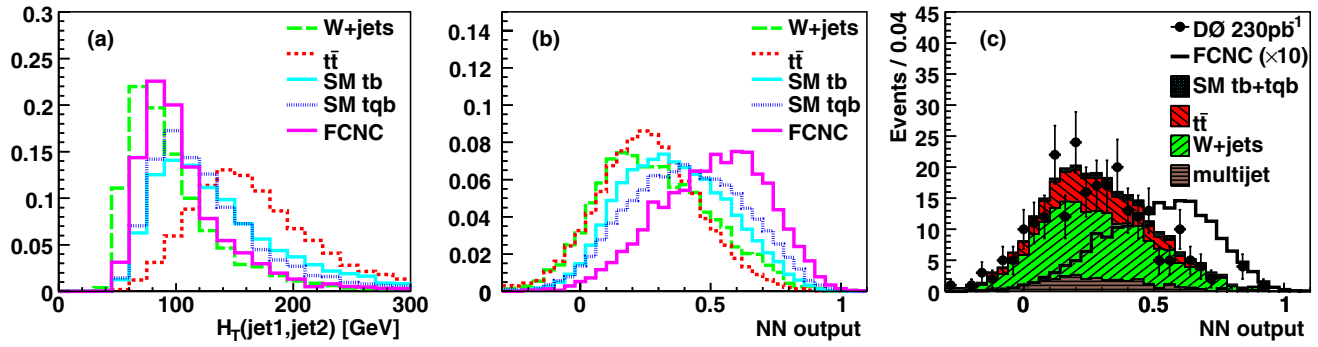 (a)
W+jets
tt̄
SM tb
SM tqb
FCNC
0.3
0.25
0.2
0.15
0.1
0.05
0
0 100 200 300
H_T(jet1,jet2) [GeV]
(b)
W+jets
tt̄
SM tb
SM tqb
FCNC
0.14
0.12
0.1
0.08
0.06
0.04
0.02
0
0 0.5 1
NN output
(c)
DØ 230pb⁻¹
FCNC (×10)
SM tb+tqb
tt̄
W+jets
multijet
Events / 0.04
45
40
35
30
25
20
15
10
5
0
0 0.5 1
NN output